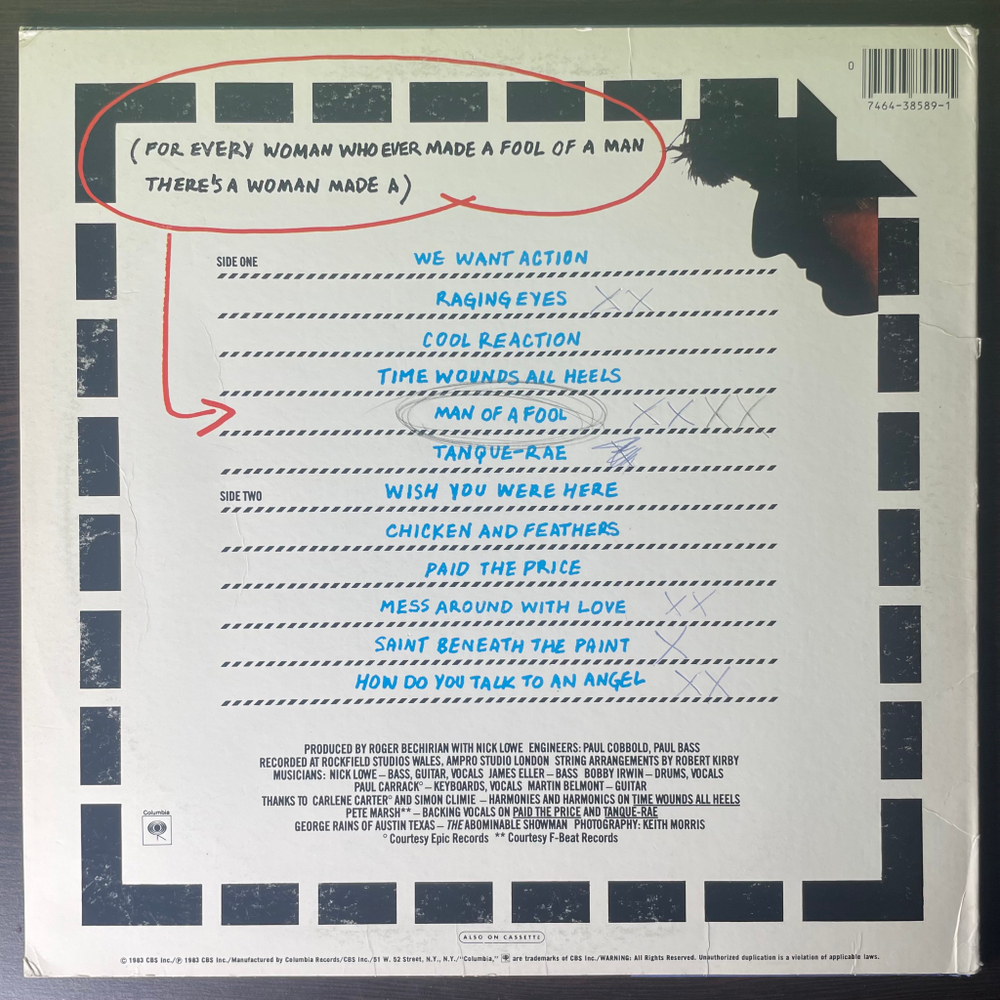 0
7464-38589-1
(FOR EVERY WOMAN WHO EVER MADE A FOOL OF A MAN
THERE'S A WOMAN MADE A)
SIDE ONE WE WANT ACTION
RAGING EYES XX
COOL REACTION
TIME WOUNDS ALL HEELS
MAN OF A FOOL XXXX
TANQUE-RAE
SIDE TWO WISH YOU WERE HERE
CHICKEN AND FEATHERS
PAID THE PRICE
MESS AROUND WITH LOVE XX
SAINT BENEATH THE PAINT X
HOW DO YOU TALK TO AN ANGEL XX
PRODUCED BY ROGER BECHIRIAN WITH NICK LOWE ENGINEERS: PAUL COBBOLD, PAUL BASS
RECORDED AT ROCKFIELD STUDIOS WALES, AMPRO STUDIO LONDON STRING ARRANGEMENTS BY ROBERT KIRBY
MUSICIANS: NICK LOWE – BASS, GUITAR, VOCALS JAMES ELLER – BASS BOBBY IRWIN – DRUMS, VOCALS
PAUL CARRACK° – KEYBOARDS, VOCALS MARTIN BELMONT – GUITAR
THANKS TO CARLENE CARTER° AND SIMON CLIMIE – HARMONIES AND HARMONICS ON TIME WOUNDS ALL HEELS
PETE MARSH** – BACKING VOCALS ON PAID THE PRICE AND TANQUE-RAE
GEORGE RAINS OF AUSTIN TEXAS – THE ABOMINABLE SHOWMAN PHOTOGRAPHY: KEITH MORRIS
° Courtesy Epic Records ** Courtesy F-Beat Records
Columbia
ALSO ON CASSETTE
© 1983 CBS Inc./℗ 1983 CBS Inc./Manufactured by Columbia Records/CBS Inc./51 W. 52 Street, N.Y., N.Y./"Columbia," are trademarks of CBS Inc./WARNING: All Rights Reserved. Unauthorized duplication is a violation of applicable laws.